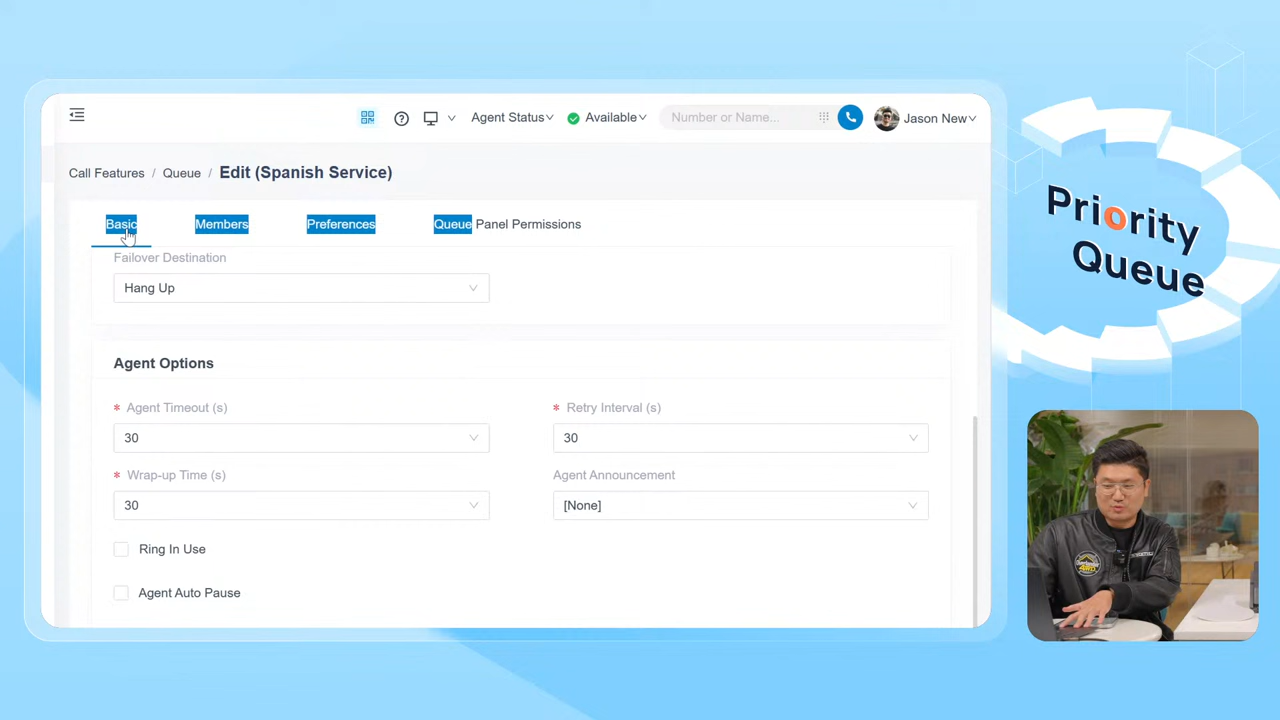 Agent Status
Available
Number or Name...
Jason New
Call Features / Queue / Edit (Spanish Service)
Basic
Members
Preferences
Queue Panel Permissions
Failover Destination
Hang Up
Agent Options
* Agent Timeout (s)
* Retry Interval (s)
30
30
* Wrap-up Time (s)
Agent Announcement
30
[None]
Ring In Use
Agent Auto Pause
Priority
Queue